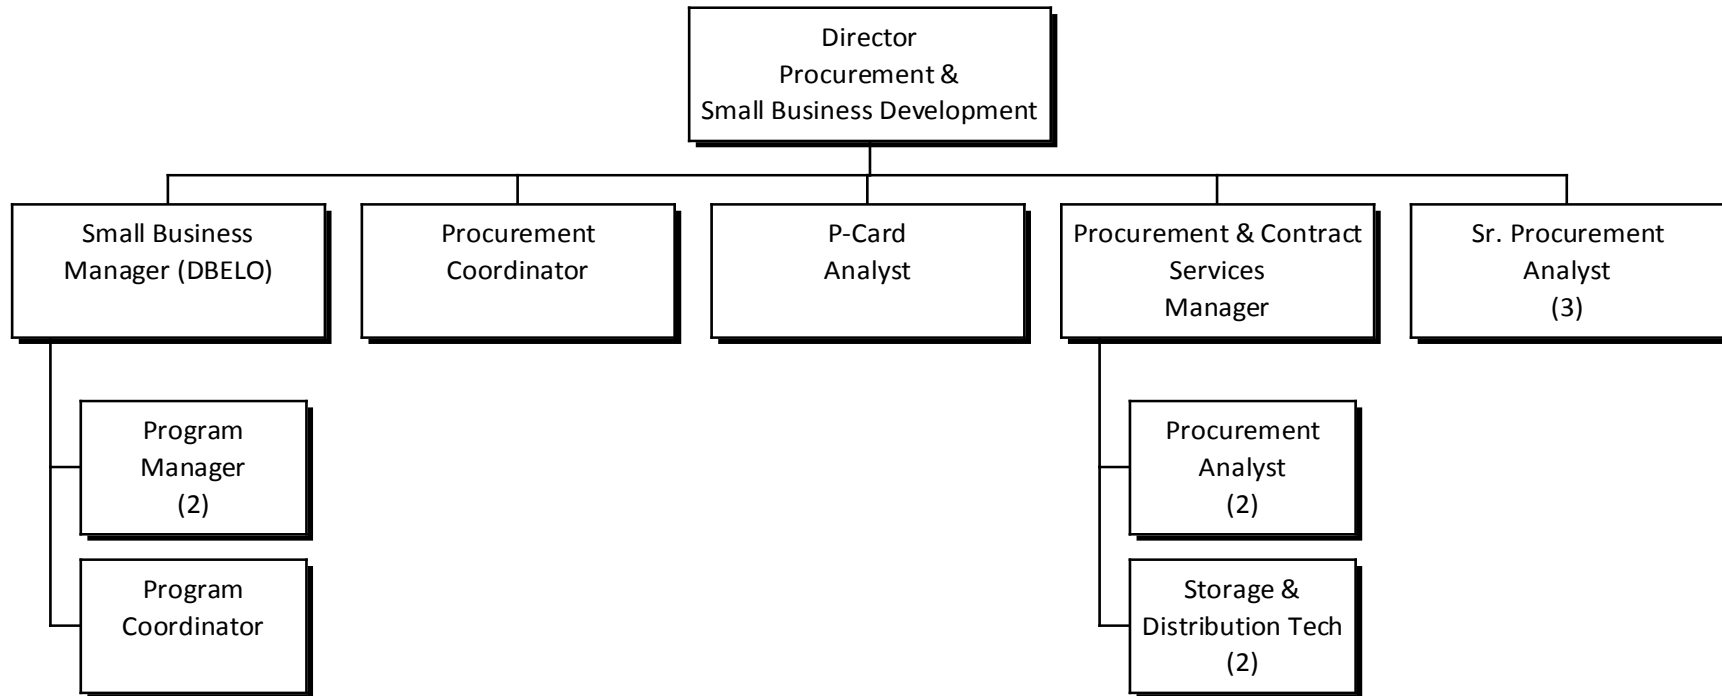 Director
Procurement &
Small Business Development
Small Business
Manager (DBELO)
Procurement
Coordinator
P-Card
Analyst
Procurement & Contract
Services
Manager
Sr. Procurement
Analyst
(3)
Program
Manager
(2)
Program
Coordinator
Procurement
Analyst
(2)
Storage &
Distribution Tech
(2)